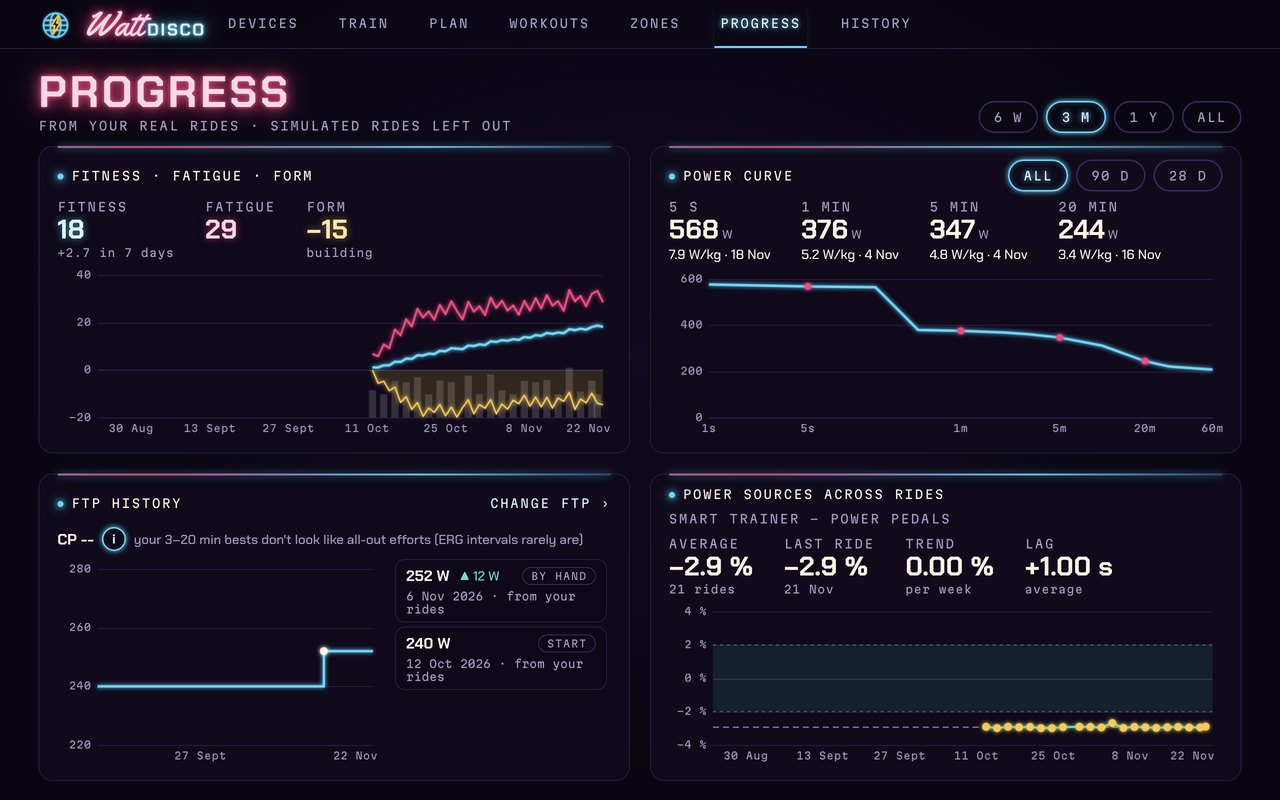 WattDISCO DEVICES TRAIN PLAN WORKOUTS ZONES PROGRESS HISTORY
PROGRESS
FROM YOUR REAL RIDES · SIMULATED RIDES LEFT OUT
6 W 3 M 1 Y ALL
FITNESS · FATIGUE · FORM
FITNESS FATIGUE FORM
18 29 −15
+2.7 in 7 days building
40
20
0
−20
30 Aug 13 Sept 27 Sept 11 Oct 25 Oct 8 Nov 22 Nov
POWER CURVE ALL 90 D 28 D
5 S 1 MIN 5 MIN 20 MIN
568 W 376 W 347 W 244 W
7.9 W/kg · 18 Nov 5.2 W/kg · 4 Nov 4.8 W/kg · 4 Nov 3.4 W/kg · 16 Nov
600
400
200
0
1s 5s 1m 5m 20m 60m
FTP HISTORY CHANGE FTP ›
CP -- i your 3–20 min bests don't look like all-out efforts (ERG intervals rarely are)
280
260
240
220
27 Sept 22 Nov
252 W ▲ 12 W BY HAND
6 Nov 2026 · from your
rides
240 W START
12 Oct 2026 · from your
rides
POWER SOURCES ACROSS RIDES
SMART TRAINER − POWER PEDALS
AVERAGE LAST RIDE TREND LAG
−2.9 % −2.9 % 0.00 % +1.00 s
21 rides 21 Nov per week average
4 %
2 %
0 %
−2 %
−4 %
30 Aug 13 Sept 27 Sept 11 Oct 25 Oct 8 Nov 22 Nov